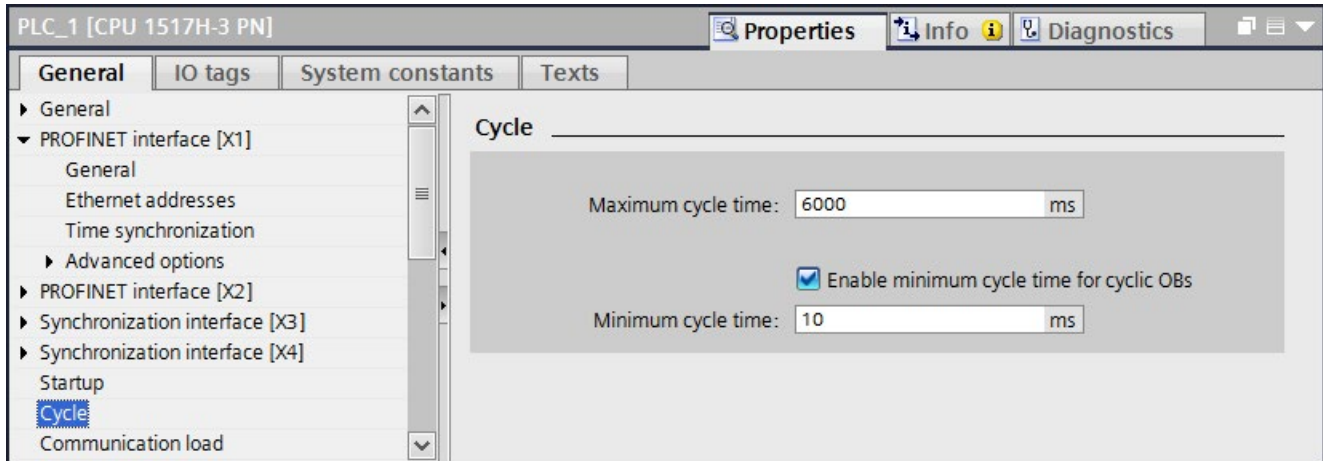 PLC_1 [CPU 1517H-3 PN]
Properties Info Diagnostics
General IO tags System constants Texts
General
PROFINET interface [X1]
General
Ethernet addresses
Time synchronization
Advanced options
PROFINET interface [X2]
Synchronization interface [X3]
Synchronization interface [X4]
Startup
Cycle
Communication load
Cycle
Maximum cycle time: 6000 ms
Enable minimum cycle time for cyclic OBs
Minimum cycle time: 10 ms